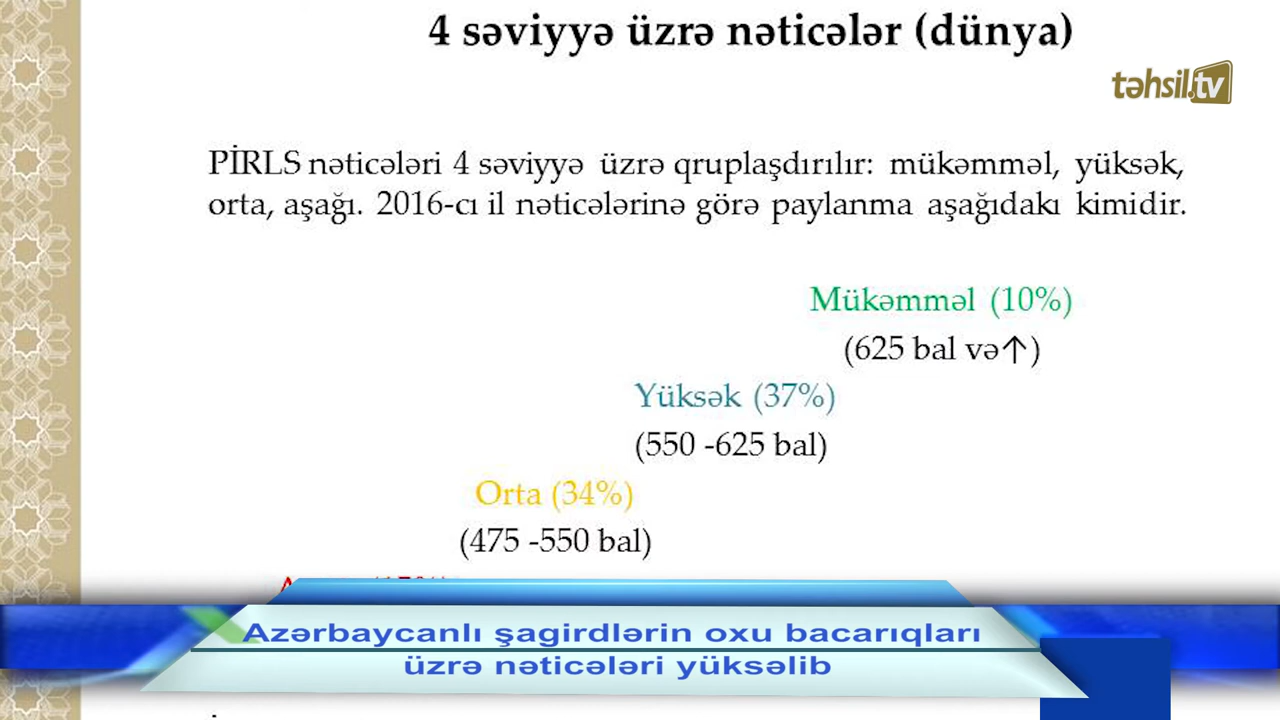 4 səviyyə üzrə nəticələr (dünya)
təhsil.tv
PİRLS nəticələri 4 səviyyə üzrə qruplaşdırılır: mükəmməl, yüksək,
orta, aşağı. 2016-cı il nəticələrinə görə paylanma aşağıdakı kimidir.
Mükəmməl (10%)
(625 bal və↑)
Yüksək (37%)
(550 -625 bal)
Orta (34%)
(475 -550 bal)
Azərbaycanlı şagirdlərin oxu bacarıqları
üzrə nəticələri yüksəlib